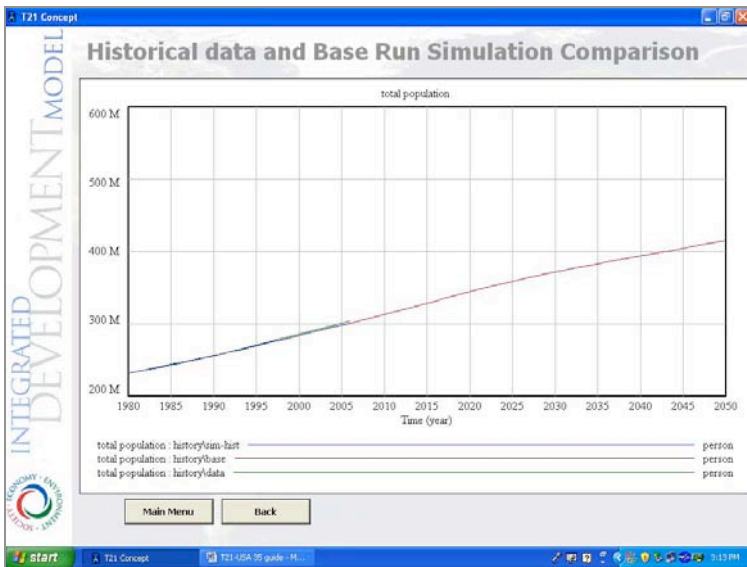 T21 Concept
Historical data and Base Run Simulation Comparison
INTEGRATED
DEVELOPMENT MODEL
total population
600 M
500 M
400 M
300 M
200 M
1980 1985 1990 1995 2000 2005 2010 2015 2020 2025 2030 2035 2040 2045 2050
Time (year)
total population : history\sim-hist person
total population : history\base person
total population : history\data person
ECONOMY - ENVIRONMENT - SOCIETY -
Main Menu Back
start T21 Concept T21-USA 35 guide - M... 3:13 PM